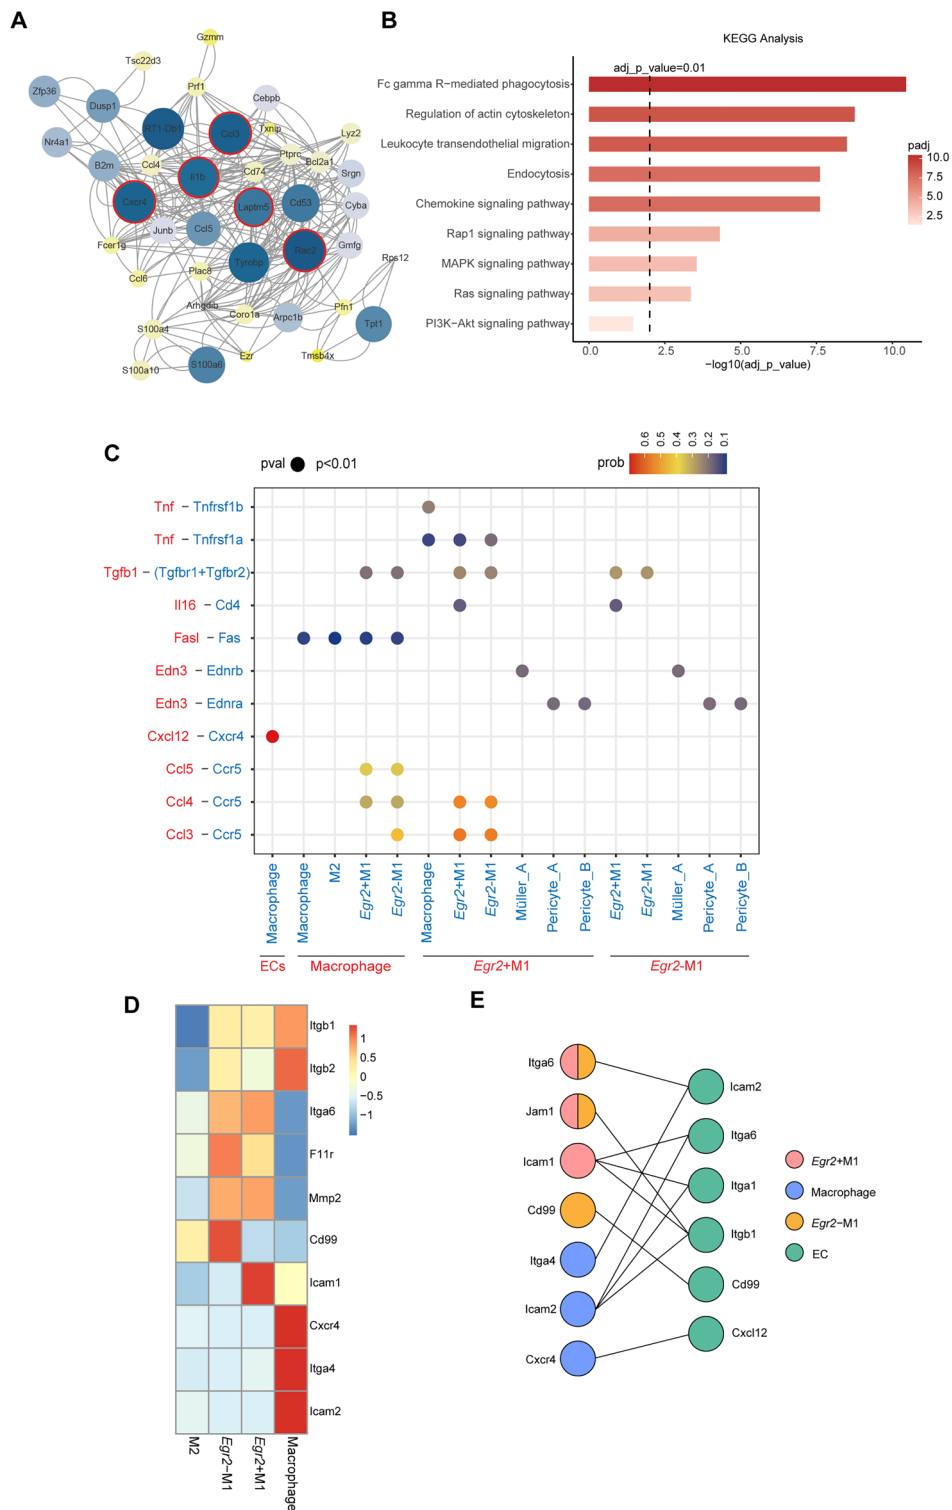 A
Gzmm
Tsc22d3
Zfp36
Prf1
Dusp1
Cebpb
RT1-Db1
Ccl3
Txnip
Lyz2
Nr4a1
Ptprc
B2m
Ccl4
Bcl2a1
Cd74
Srgn
Il1b
Cxcr4
Laptm5
Cd53
Cyba
Junb
Ccl5
Fcer1g
Rac2
Gmfg
Tyrobp
Rps12
Plac8
Ccl6
Arhgdib
Pfn1
Coro1a
Arpc1b
S100a4
Tpt1
Ezr
Tmsb4x
S100a10
S100a6
B
KEGG Analysis
adj_p_value=0.01
Fc gamma R−mediated phagocytosis
Regulation of actin cytoskeleton
Leukocyte transendothelial migration
Endocytosis
Chemokine signaling pathway
Rap1 signaling pathway
MAPK signaling pathway
Ras signaling pathway
PI3K−Akt signaling pathway
0.0 2.5 5.0 7.5 10.0
−log10(adj_p_value)
padj
10.0
7.5
5.0
2.5
C
pval p<0.01
prob
0.6 0.5 0.4 0.3 0.2 0.1
Tnf − Tnfrsf1b
Tnf − Tnfrsf1a
Tgfb1 − (Tgfbr1+Tgfbr2)
Il16 − Cd4
Fasl − Fas
Edn3 − Ednrb
Edn3 − Ednra
Cxcl12 − Cxcr4
Ccl5 − Ccr5
Ccl4 − Ccr5
Ccl3 − Ccr5
Macrophage
Macrophage
M2
Egr2+M1
Egr2-M1
Macrophage
Egr2+M1
Egr2-M1
Müller_A
Pericyte_A
Pericyte_B
Egr2+M1
Egr2-M1
Müller_A
Pericyte_A
Pericyte_B
ECs Macrophage Egr2+M1 Egr2-M1
D
Itgb1
Itgb2
Itga6
F11r
Mmp2
Cd99
Icam1
Cxcr4
Itga4
Icam2
1
0.5
0
−0.5
−1
M2
Egr2−M1
Egr2+M1
Macrophage
E
Itga6
Jam1
Icam1
Cd99
Itga4
Icam2
Cxcr4
Icam2
Itga6
Itga1
Itgb1
Cd99
Cxcl12
Egr2+M1
Macrophage
Egr2−M1
EC